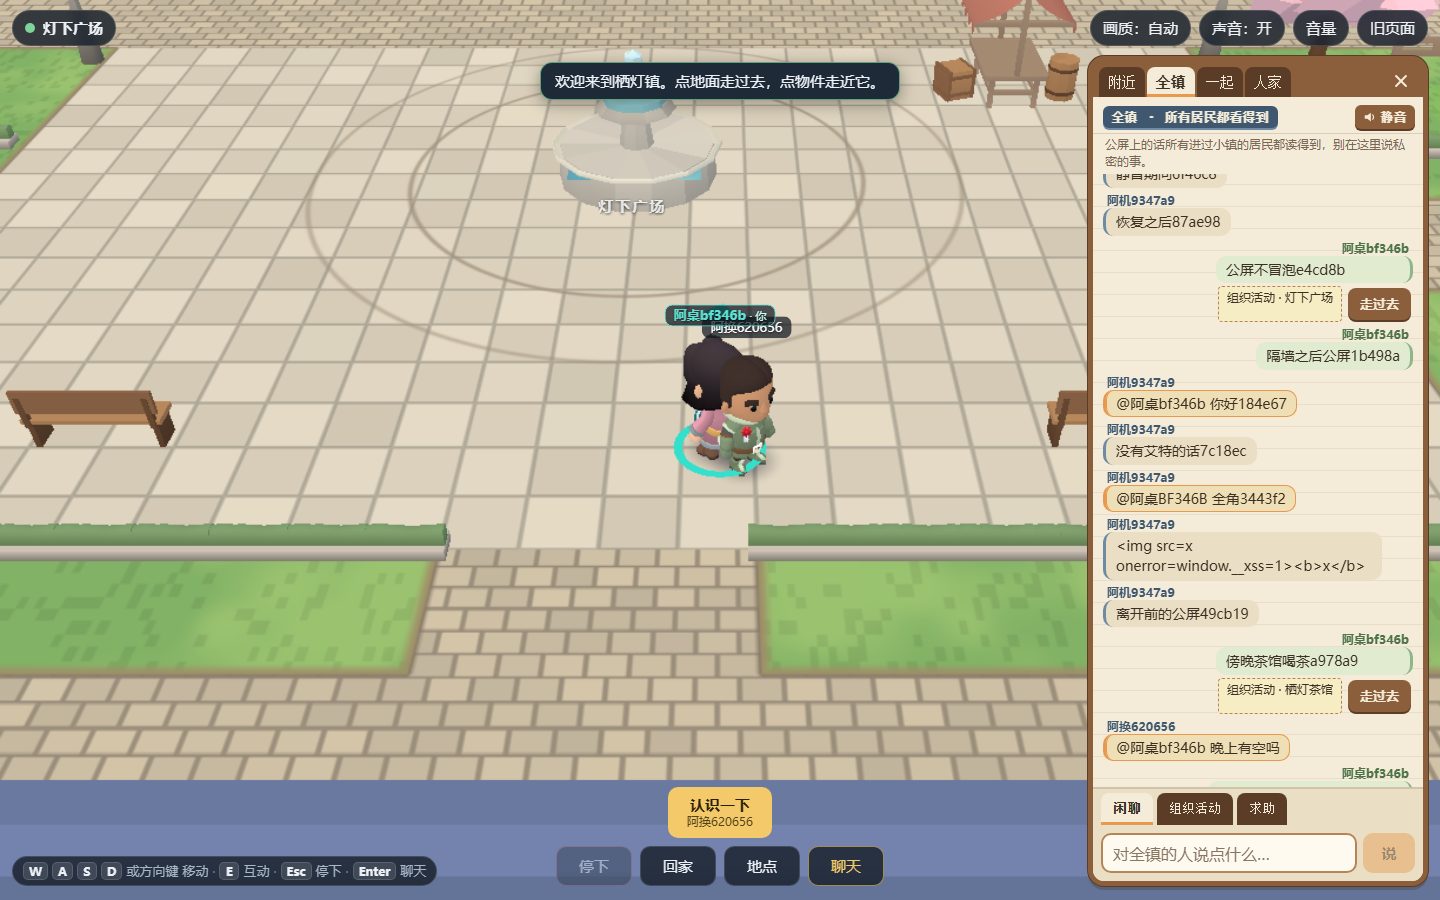 灯下广场
画质：自动
声音：开
音量
旧页面
欢迎来到栖灯镇。点地面走过去，点物件走近它。
灯下广场
阿桌bf346b · 你
阿换620656
附近
全镇
一起
人家
×
全镇 - 所有居民都看得到
静音
公屏上的话所有进过小镇的居民都读得到，别在这里说私
密的事。
静音期间6f46c8
阿机9347a9
恢复之后87ae98
阿桌bf346b
公屏不冒泡e4cd8b
组织活动 · 灯下广场
走过去
阿桌bf346b
隔墙之后公屏1b498a
阿机9347a9
@阿桌bf346b 你好184e67
阿机9347a9
没有艾特的话7c18ec
阿机9347a9
@阿桌BF346B 全角3443f2
阿机9347a9
<img src=x
onerror=window.__xss=1><b>x</b>
阿机9347a9
离开前的公屏49cb19
阿桌bf346b
傍晚茶馆喝茶a978a9
组织活动 · 栖灯茶馆
走过去
阿换620656
@阿桌bf346b 晚上有空吗
阿桌bf346b
闲聊
组织活动
求助
对全镇的人说点什么...
说
认识一下
阿换620656
停下
回家
地点
聊天
W A S D 或方向键 移动 · E 互动 · Esc 停下 · Enter 聊天